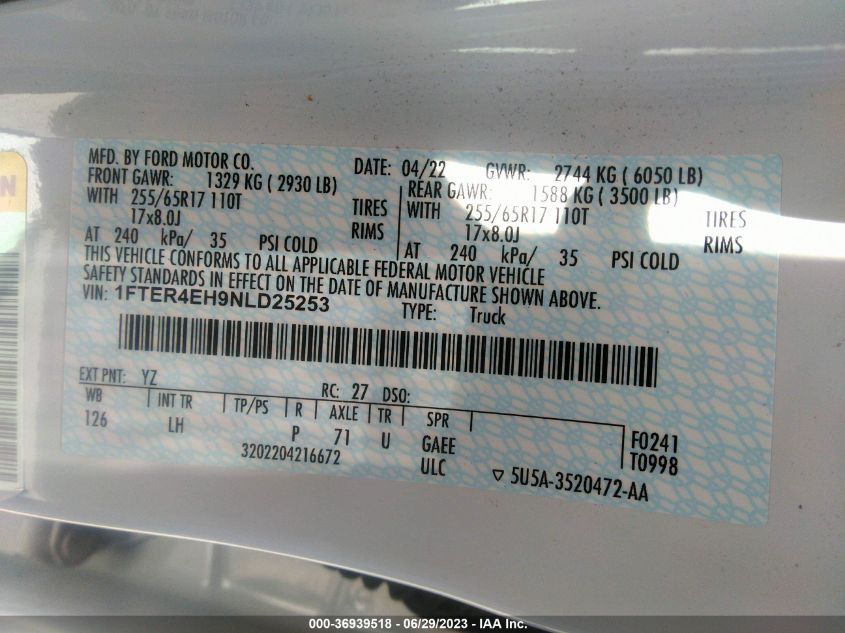 MFD. BY FORD MOTOR CO. DATE: 04/22 GVWR: 2744 KG ( 6050 LB)
FRONT GAWR: 1329 KG ( 2930 LB) REAR GAWR: 1588 KG ( 3500 LB)
WITH 255/65R17 110T TIRES WITH 255/65R17 110T TIRES
17x8.0J RIMS 17x8.0J RIMS
AT 240 kPa/ 35 PSI COLD AT 240 kPa/ 35 PSI COLD
THIS VEHICLE CONFORMS TO ALL APPLICABLE FEDERAL MOTOR VEHICLE
SAFETY STANDARDS IN EFFECT ON THE DATE OF MANUFACTURE SHOWN ABOVE.
VIN: 1FTER4EH9NLD25253 TYPE: Truck
EXT PNT: YZ RC: 27 DSO:
WB INT TR TP/PS R AXLE TR SPR
126 LH P 71 U GAEE F0241
3202204216672 ULC T0998
5U5A-3520472-AA
000-36939518 - 06/29/2023 - IAA Inc.